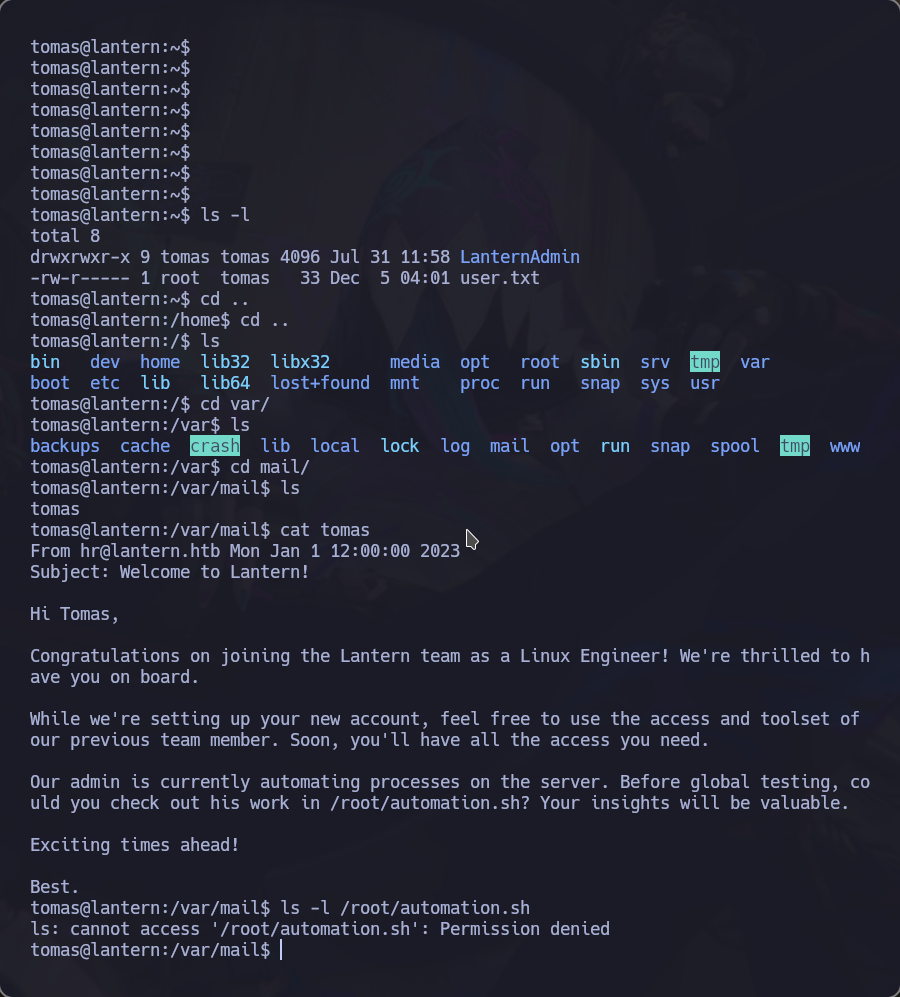 tomas@lantern:~$
tomas@lantern:~$
tomas@lantern:~$
tomas@lantern:~$
tomas@lantern:~$
tomas@lantern:~$
tomas@lantern:~$
tomas@lantern:~$
tomas@lantern:~$ ls -l
total 8
drwxrwxr-x 9 tomas tomas 4096 Jul 31 11:58 LanternAdmin
-rw-r----- 1 root  tomas   33 Dec  5 04:01 user.txt
tomas@lantern:~$ cd ..
tomas@lantern:/home$ cd ..
tomas@lantern:/$ ls
bin   dev  home  lib32  libx32      media  opt   root  sbin  srv  tmp  var
boot  etc  lib   lib64  lost+found  mnt    proc  run   snap  sys  usr
tomas@lantern:/$ cd var/
tomas@lantern:/var$ ls
backups  cache  crash  lib  local  lock  log  mail  opt  run  snap  spool  tmp  www
tomas@lantern:/var$ cd mail/
tomas@lantern:/var/mail$ ls
tomas
tomas@lantern:/var/mail$ cat tomas
From hr@lantern.htb Mon Jan 1 12:00:00 2023
Subject: Welcome to Lantern!

Hi Tomas,

Congratulations on joining the Lantern team as a Linux Engineer! We're thrilled to h
ave you on board.

While we're setting up your new account, feel free to use the access and toolset of
our previous team member. Soon, you'll have all the access you need.

Our admin is currently automating processes on the server. Before global testing, co
uld you check out his work in /root/automation.sh? Your insights will be valuable.

Exciting times ahead!

Best.
tomas@lantern:/var/mail$ ls -l /root/automation.sh
ls: cannot access '/root/automation.sh': Permission denied
tomas@lantern:/var/mail$